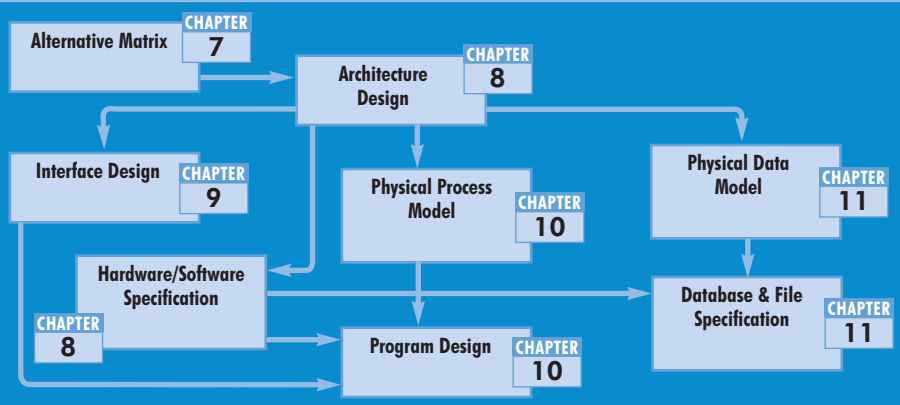 Alternative Matrix
CHAPTER
7
Architecture
Design
CHAPTER
8
Interface Design
CHAPTER
9
Physical Process
Model
CHAPTER
10
Physical Data
Model
CHAPTER
11
Hardware/Software
Specification
CHAPTER
8
Program Design
CHAPTER
10
Database & File
Specification
CHAPTER
11